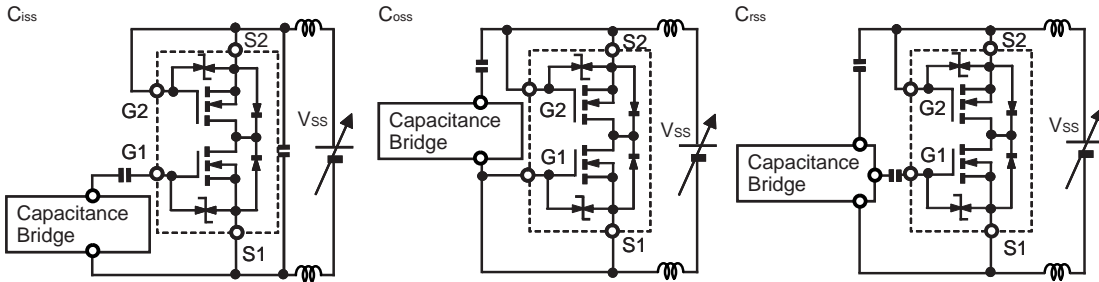 Ciss
S2
G2
VSS
G1
Capacitance
Bridge
S1
Coss
S2
G2
Capacitance
Bridge
VSS
G1
S1
Crss
S2
G2
VSS
G1
Capacitance
Bridge
S1